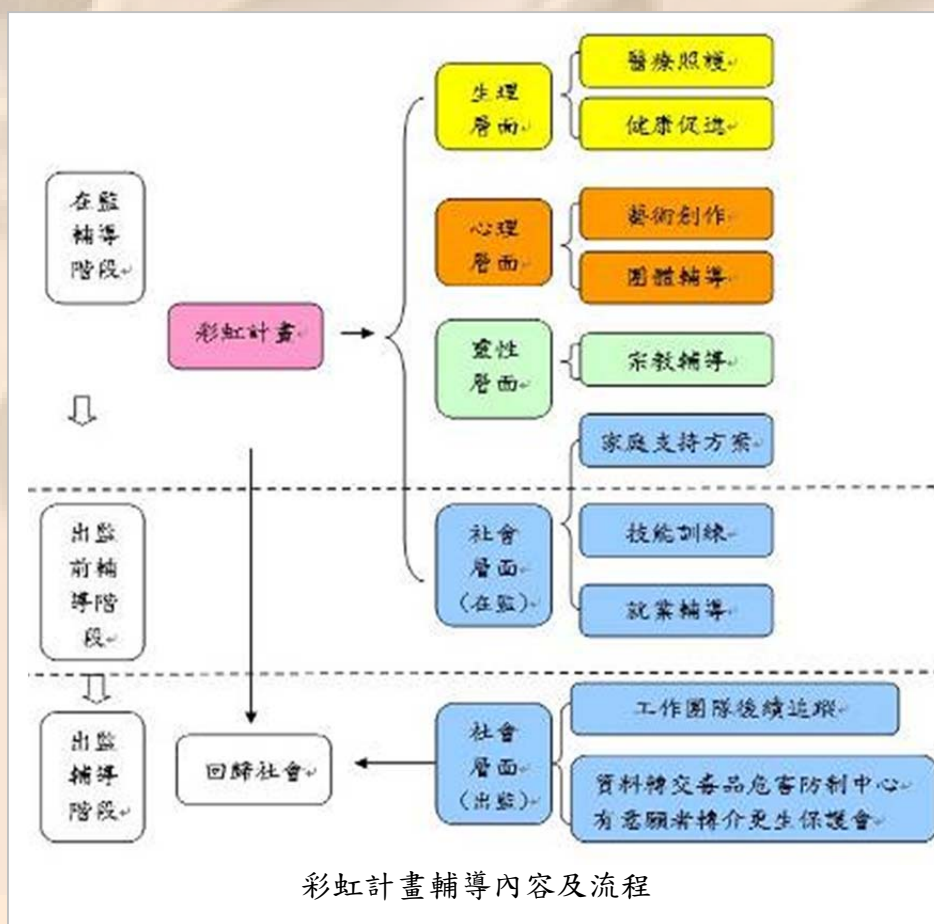 生理
層面
醫療照護
健康促進
在監
輔導
階段
心理
層面
藝術創作
團體輔導
彩虹計畫
靈性
層面
宗教輔導
家庭支持方案
出監
前輔
導階
段
社會
層面
(在監)
技能訓練
就業輔導
出監
輔導
階段
回歸社會
社會
層面
(出監)
工作團隊後續追蹤
資料轉交毒品危害防制中心
有意願者轉介更生保護會
彩虹計畫輔導內容及流程